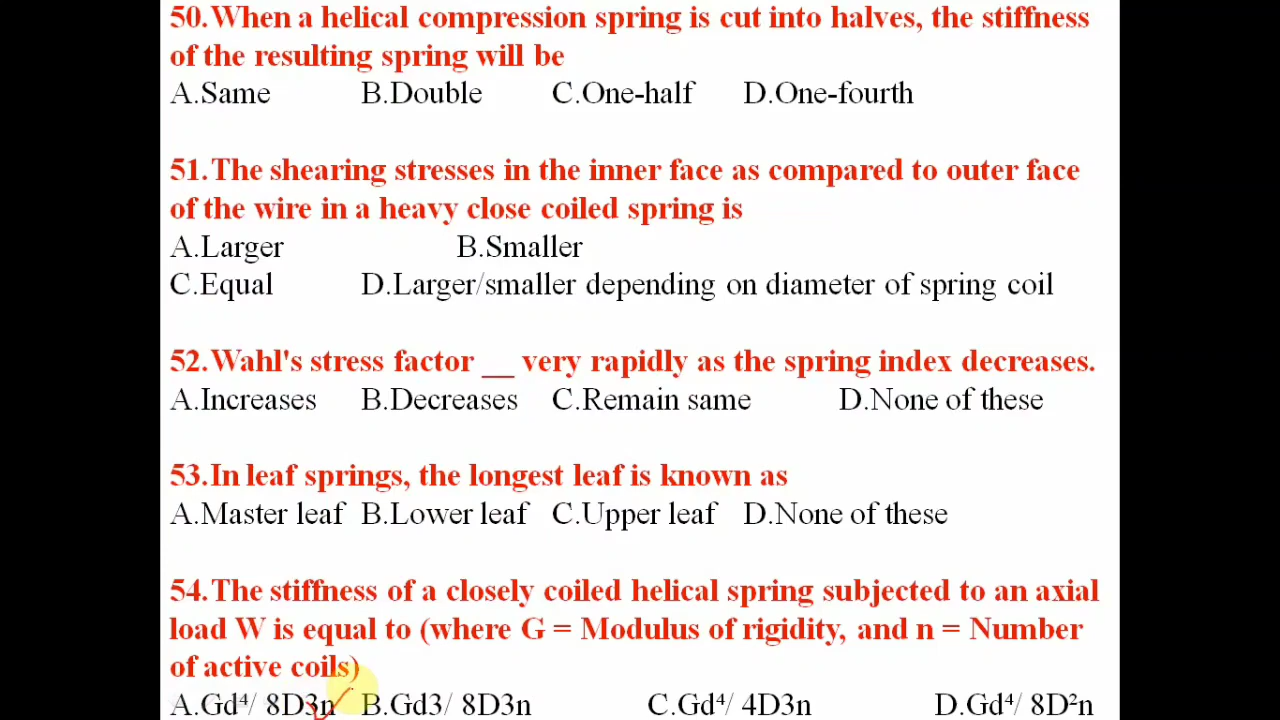 50.When a helical compression spring is cut into halves, the stiffness
of the resulting spring will be
A.Same B.Double C.One-half D.One-fourth
51.The shearing stresses in the inner face as compared to outer face
of the wire in a heavy close coiled spring is
A.Larger B.Smaller
C.Equal D.Larger/smaller depending on diameter of spring coil
52.Wahl's stress factor __ very rapidly as the spring index decreases.
A.Increases B.Decreases C.Remain same D.None of these
53.In leaf springs, the longest leaf is known as
A.Master leaf B.Lower leaf C.Upper leaf D.None of these
54.The stiffness of a closely coiled helical spring subjected to an axial
load W is equal to (where G = Modulus of rigidity, and n = Number
of active coils)
A.Gd⁴/ 8D3n B.Gd3/ 8D3n C.Gd⁴/ 4D3n D.Gd⁴/ 8D²n